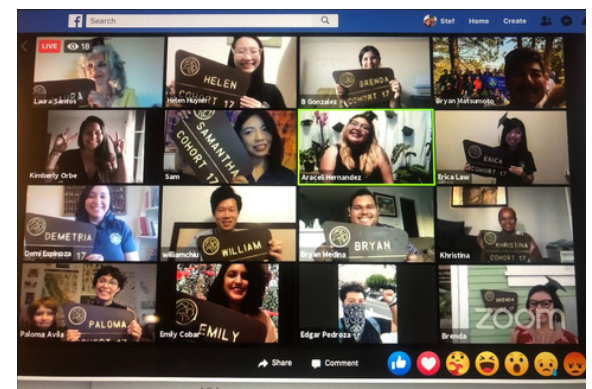 f Search Stef Home Create
LIVE 18
HELEN
COHORT 17
BRENDA
COHORT 17
Laura Santos Helen Huynh B Gonzalez Bryan Matsumoto
SAMANTHA
COHORT 17
ERICA
COHORT 17
Kimberly Orbe Sam Araceli Hernandez Erica Law
DEMETRIA
17
WILLIAM
BRYAN
KHRISTINA
COHORT 17
Demi Espinoza williamchiu Bryan Medina Khristina
PALOMA
EMILY
BRENDA
zoom
Paloma Avila Emily Cobar Edgar Pedroza Brenda
Share Comment